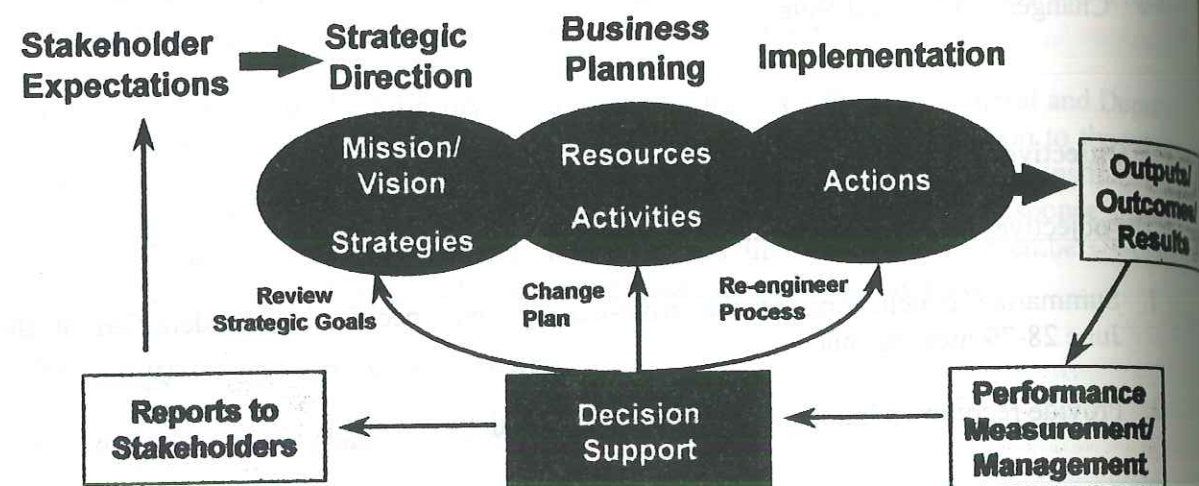 Stakeholder
Expectations
Strategic
Direction
Business
Planning
Implementation
Mission/
Vision
Strategies
Resources
Activities
Actions
Outputs/
Outcomes/
Results
Review
Strategic Goals
Change
Plan
Re-engineer
Process
Reports to
Stakeholders
Decision
Support
Performance
Measurement/
Management